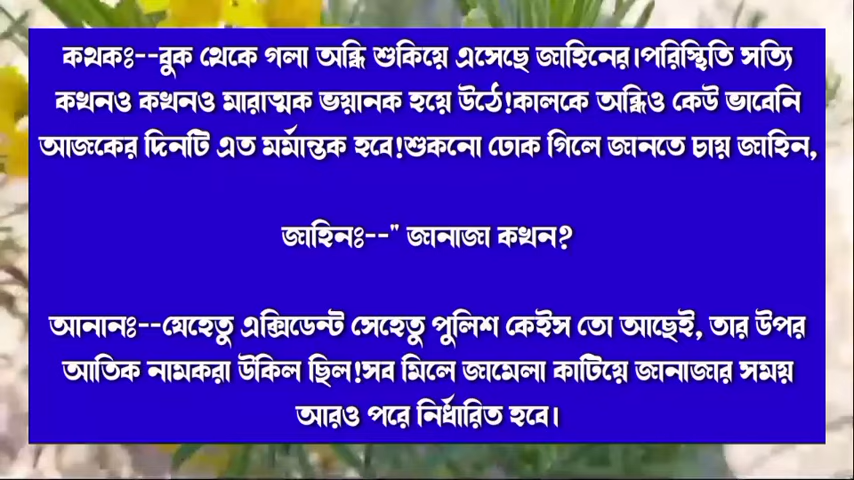 কথকঃ--বুক থেকে গলা অব্ধি শুকিয়ে এসেছে জাহিনের।পরিস্থিতি সত্যি
কখনও কখনও মারাত্মক ভয়ানক হয়ে উঠে!কালকে অব্ধিও কেউ ভাবেনি
আজকের দিনটি এত মর্মান্তক হবে!শুকনো ঢোক গিলে জানতে চায় জাহিন,
জাহিনঃ--" জানাজা কখন?
আনানঃ--যেহেতু এক্সিডেন্ট সেহেতু পুলিশ কেইস তো আছেই, তার উপর
আতিক নামকরা উকিল ছিল!সব মিলে জামেলা কাটিয়ে জানাজার সময়
আরও পরে নির্ধারিত হবে।